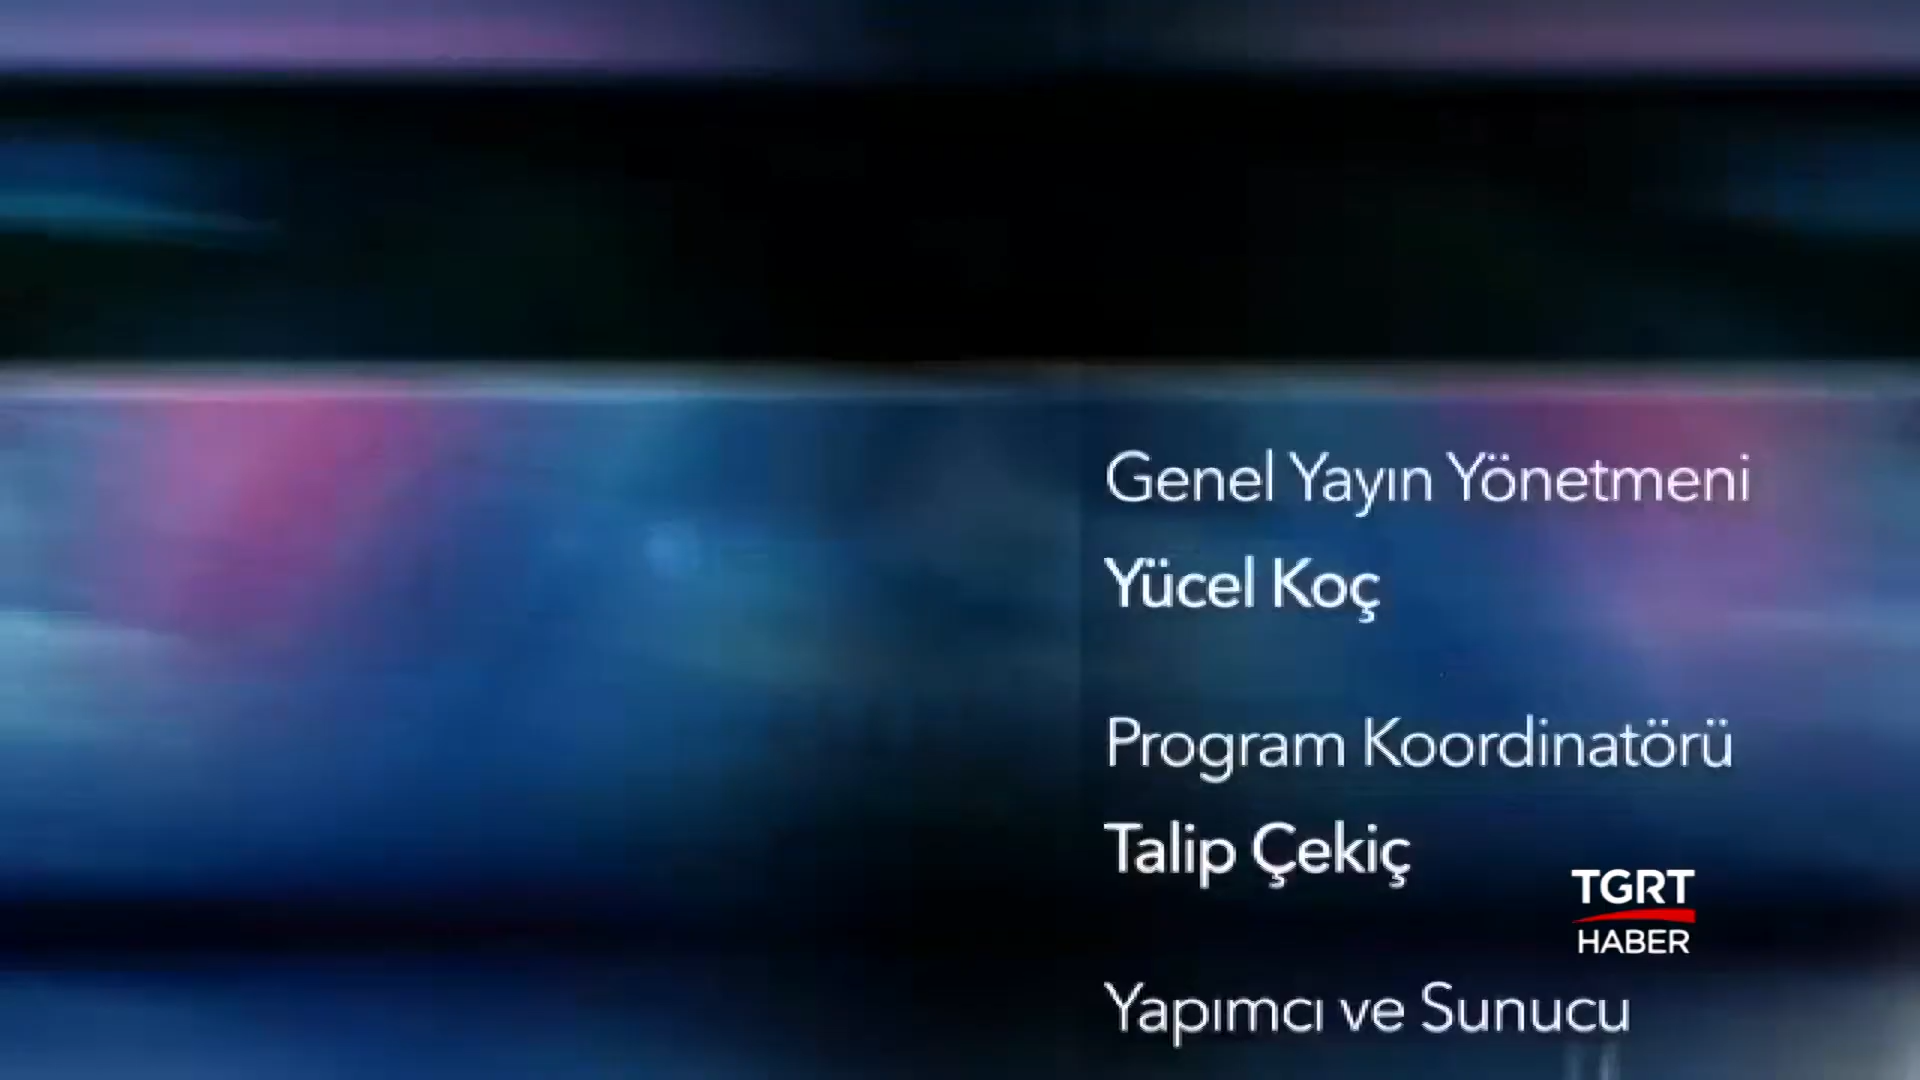 Genel Yayın Yönetmeni
Yücel Koç
Program Koordinatörü
Talip Çekiç
TGRT
HABER
Yapımcı ve Sunucu